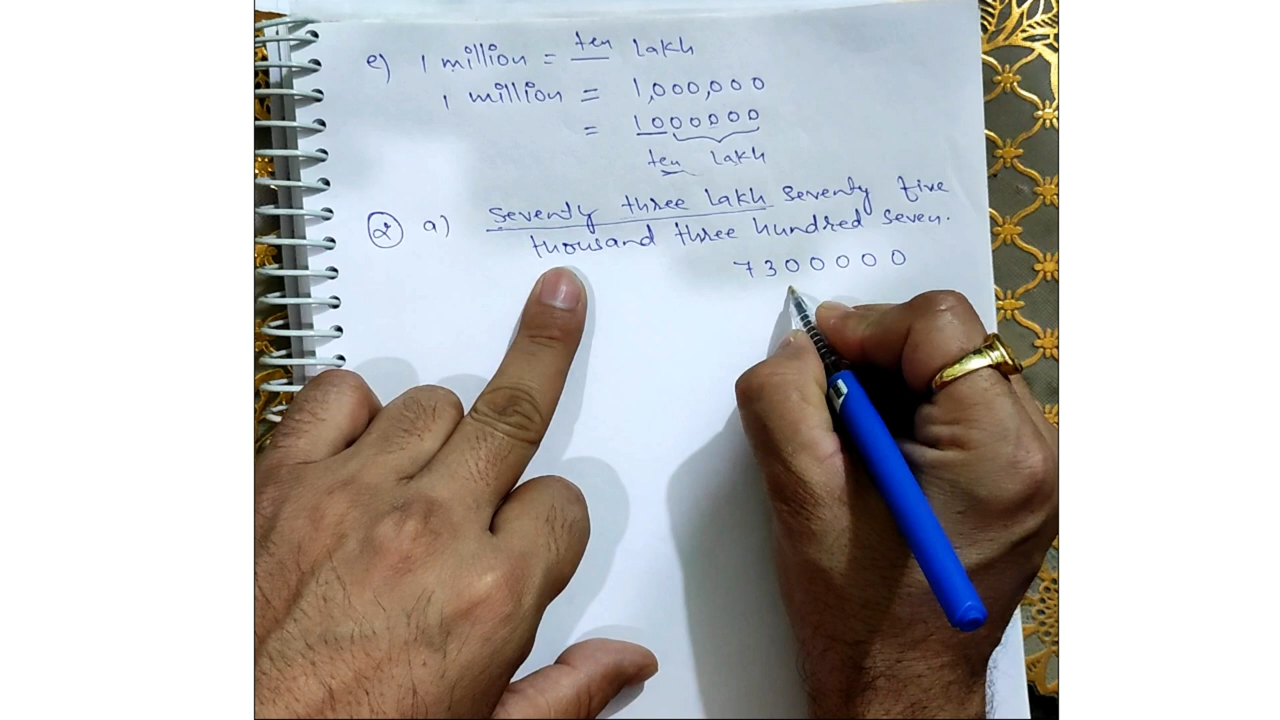 e) 1 million = ten lakh
1 million = 1,000,000
= 1000000
ten lakh
2 a) Seventy three lakh seventy five
thousand three hundred seven.
7300000